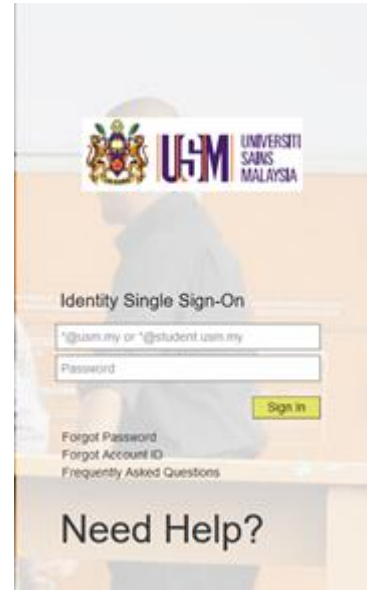 USM UNIVERSITI
SAINS
MALAYSIA
Identity Single Sign-On
*@usm.my or *@student.usm.my
Password
Sign in
Forgot Password
Forgot Account ID
Frequently Asked Questions
Need Help?